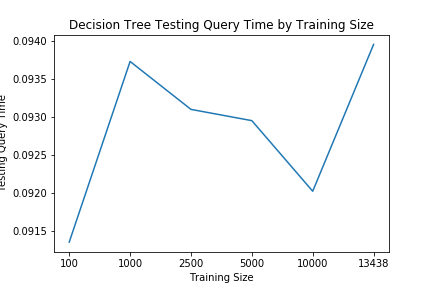 Decision Tree Testing Query Time by Training Size
Testing Query Time
0.0940
0.0935
0.0930
0.0925
0.0920
0.0915
100 1000 2500 5000 10000 13438
Training Size